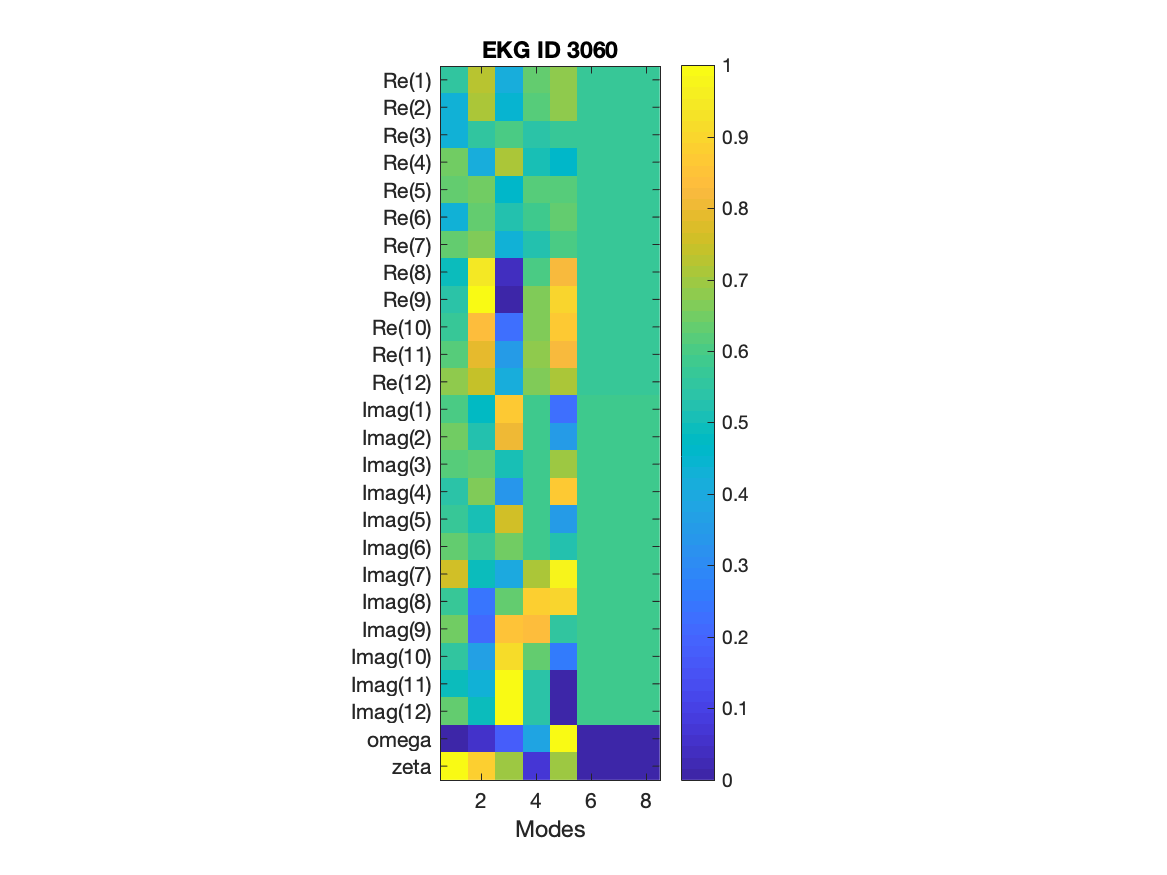 EKG ID 3060
Re(1)
Re(2)
Re(3)
Re(4)
Re(5)
Re(6)
Re(7)
Re(8)
Re(9)
Re(10)
Re(11)
Re(12)
Imag(1)
Imag(2)
Imag(3)
Imag(4)
Imag(5)
Imag(6)
Imag(7)
Imag(8)
Imag(9)
Imag(10)
Imag(11)
Imag(12)
omega
zeta
2 4 6 8
Modes
1
0.9
0.8
0.7
0.6
0.5
0.4
0.3
0.2
0.1
0